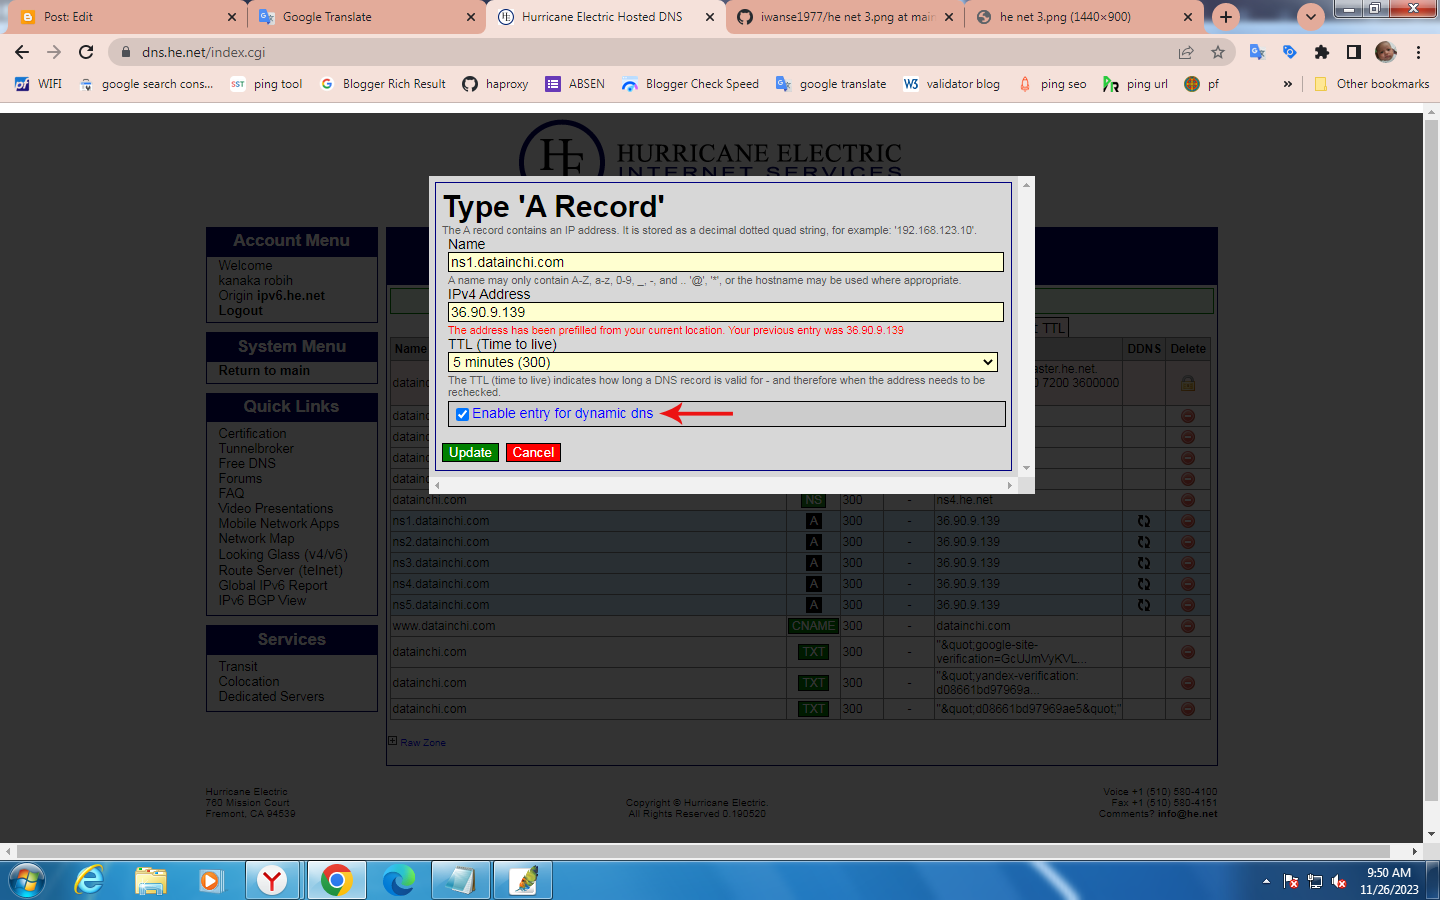 Post: Edit
Google Translate
Hurricane Electric Hosted DNS
iwanse1977/he net 3.png at main
he net 3.png (1440×900)
dns.he.net/index.cgi
WIFI
google search cons...
SST
ping tool
Blogger Rich Result
haproxy
ABSEN
Blogger Check Speed
google translate
validator blog
ping seo
ping url
pf
»
Other bookmarks
HE
HURRICANE ELECTRIC
INTERNET SERVICES
Account Menu
Welcome
kanaka robih
Origin ipv6.he.net
Logout
System Menu
Return to main
Quick Links
Certification
Tunnelbroker
Free DNS
Forums
FAQ
Video Presentations
Mobile Network Apps
Network Map
Looking Glass (v4/v6)
Route Server (telnet)
Global IPv6 Report
IPv6 BGP View
Services
Transit
Colocation
Dedicated Servers
Type 'A Record'
The A record contains an IP address. It is stored as a decimal dotted quad string, for example: '192.168.123.10'.
Name
ns1.datainchi.com
A name may only contain A-Z, a-z, 0-9, _, -, and .. '@', '*', or the hostname may be used where appropriate.
IPv4 Address
36.90.9.139
The address has been prefilled from your current location. Your previous entry was 36.90.9.139
TTL (Time to live)
5 minutes (300)
The TTL (time to live) indicates how long a DNS record is valid for - and therefore when the address needs to be
rechecked.
Enable entry for dynamic dns
Update Cancel
TTL
Name DDNS Delete
7200 3600000
datainchi.com NS 300 - ns4.he.net
ns1.datainchi.com A 300 - 36.90.9.139
ns2.datainchi.com A 300 - 36.90.9.139
ns3.datainchi.com A 300 - 36.90.9.139
ns4.datainchi.com A 300 - 36.90.9.139
ns5.datainchi.com A 300 - 36.90.9.139
www.datainchi.com CNAME 300 - datainchi.com
datainchi.com TXT 300 - "&quot;google-site-
verification=GcUJmVyKVL...
datainchi.com TXT 300 - "&quot;yandex-verification:
d08661bd97969a...
datainchi.com TXT 300 - "&quot;d08661bd97969ae5&quot;"
Raw Zone
Hurricane Electric
760 Mission Court
Fremont, CA 94539
Copyright © Hurricane Electric.
All Rights Reserved 0.190520
Voice +1 (510) 580-4100
Fax +1 (510) 580-4151
Comments? info@he.net
9:50 AM
11/26/2023